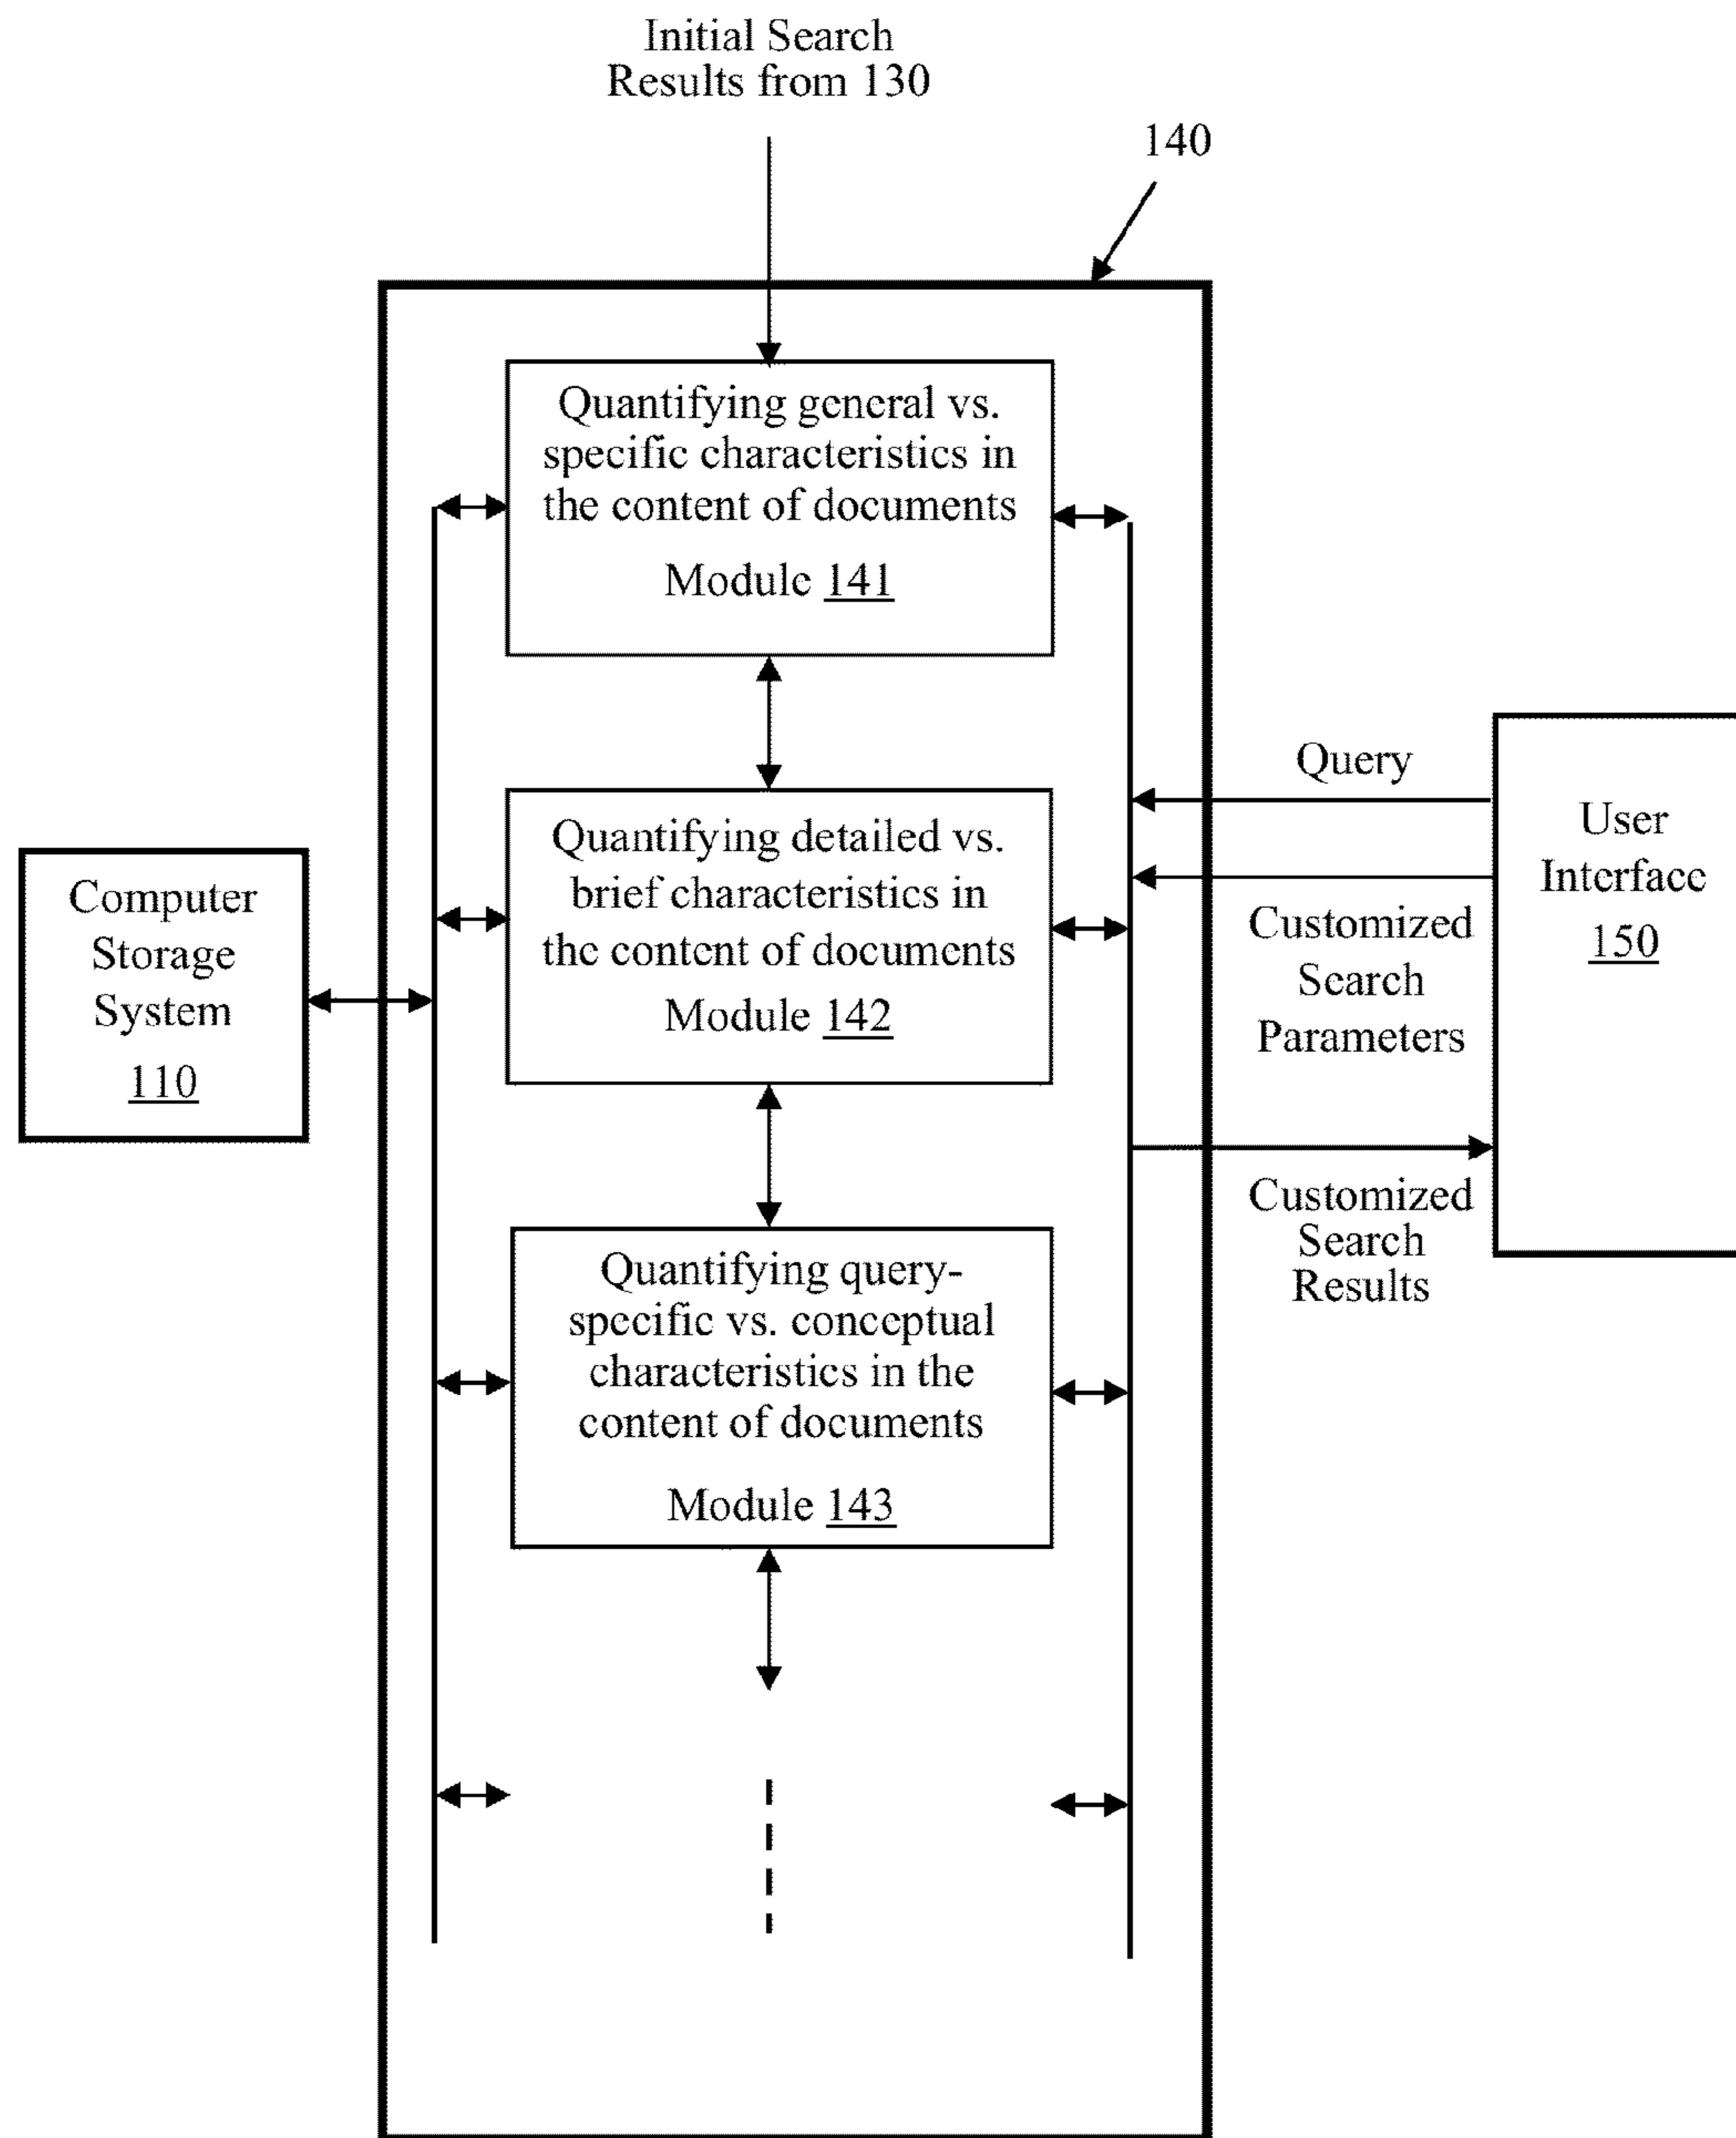 Initial Search
Results from 130
140
Quantifying general vs.
specific characteristics in
the content of documents
Module 141
Quantifying detailed vs.
brief characteristics in
the content of documents
Module 142
Quantifying query-
specific vs. conceptual
characteristics in the
content of documents
Module 143
Computer
Storage
System
110
Query
Customized
Search
Parameters
Customized
Search
Results
User
Interface
150